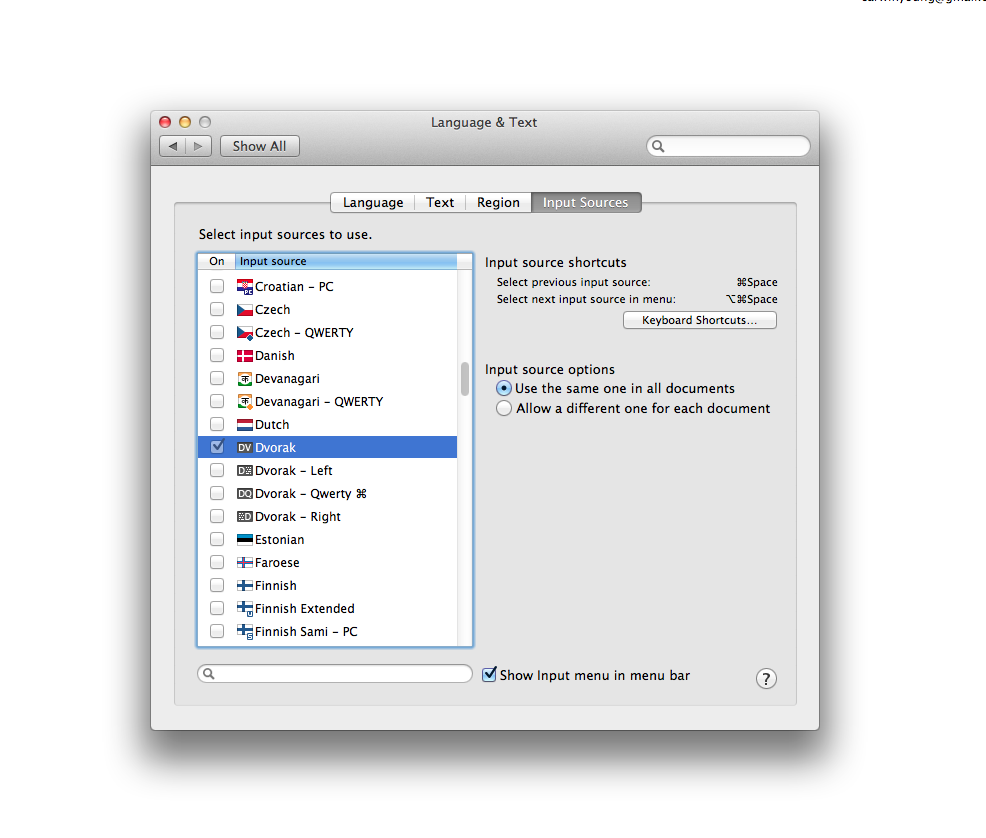 Language & Text
Show All
Language Text Region Input Sources
Select input sources to use.
On Input source
Croatian – PC
Czech
Czech – QWERTY
Danish
Devanagari
Devanagari – QWERTY
Dutch
DV Dvorak
Dvorak – Left
DQ Dvorak – Qwerty ⌘
Dvorak – Right
Estonian
Faroese
Finnish
Finnish Extended
Finnish Sami – PC
Input source shortcuts
Select previous input source: ⌘Space
Select next input source in menu: ⌥⌘Space
Keyboard Shortcuts...
Input source options
Use the same one in all documents
Allow a different one for each document
Show Input menu in menu bar
?